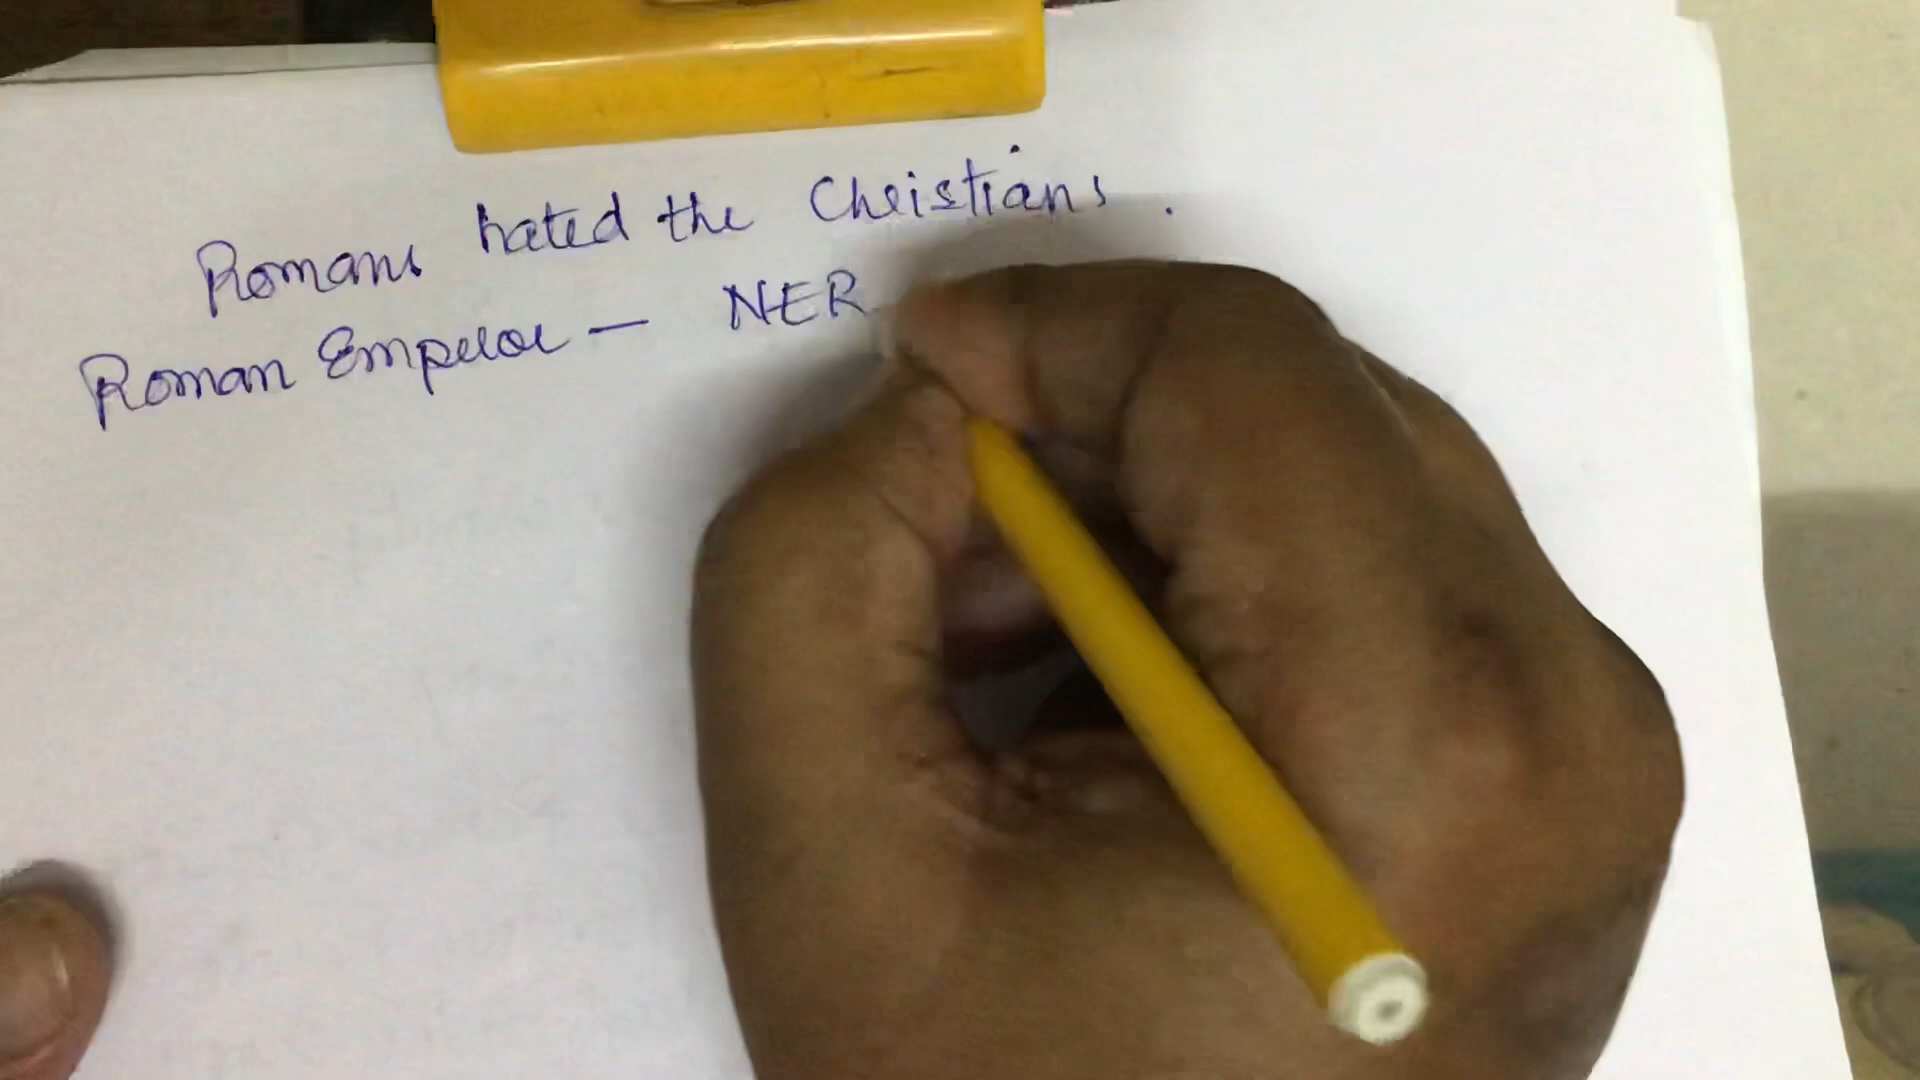 Romans hated the Christians.
Roman Emperor — NER